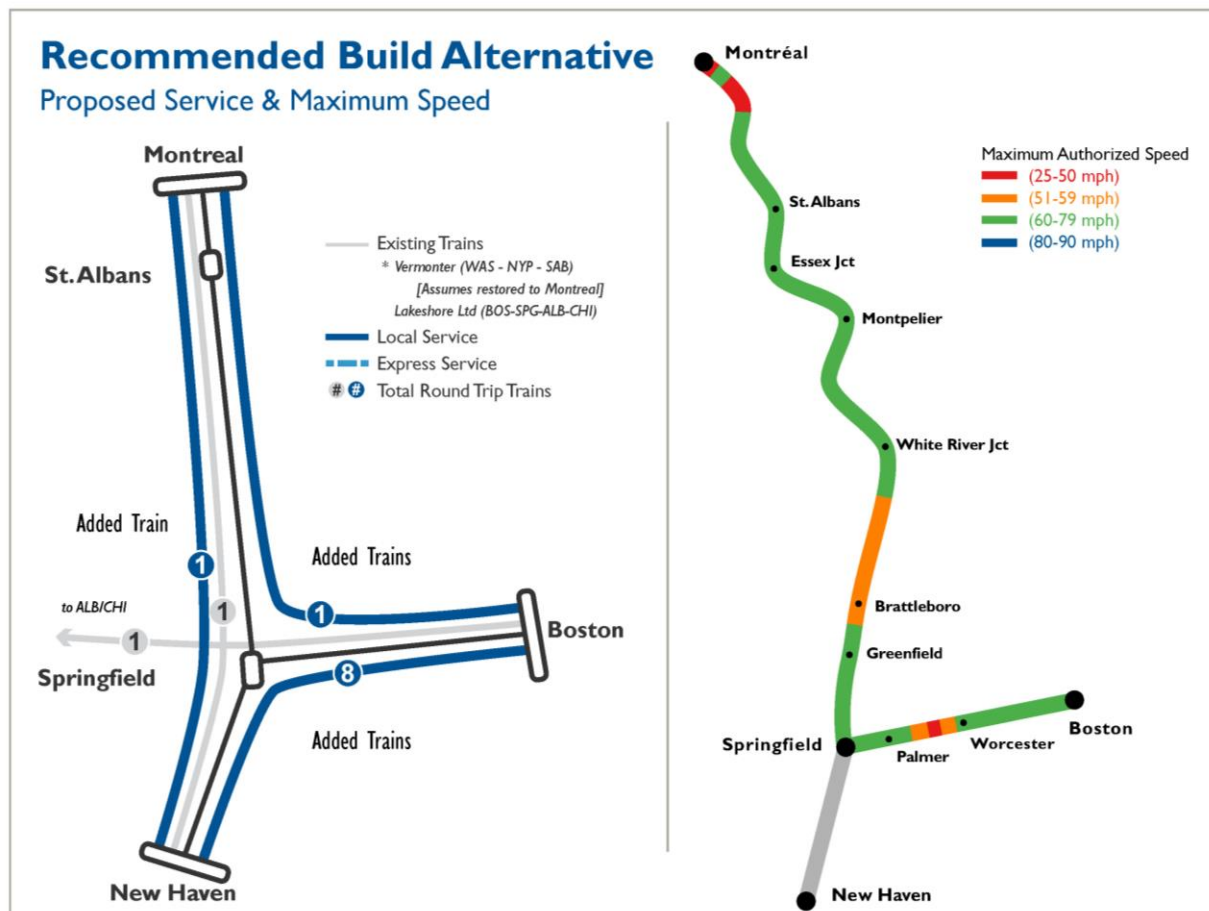 Recommended Build Alternative
Proposed Service & Maximum Speed
Montreal
St. Albans
Existing Trains
* Vermonter (WAS - NYP - SAB)
[Assumes restored to Montreal]
Lakeshore Ltd (BOS-SPG-ALB-CHI)
Local Service
Express Service
# # Total Round Trip Trains
Added Train
Added Trains
1
1
1
to ALB/CHI
1
Boston
Springfield
8
Added Trains
New Haven
Montréal
Maximum Authorized Speed
(25-50 mph)
(51-59 mph)
(60-79 mph)
(80-90 mph)
St. Albans
Essex Jct
Montpelier
White River Jct
Brattleboro
Greenfield
Springfield
Palmer
Worcester
Boston
New Haven